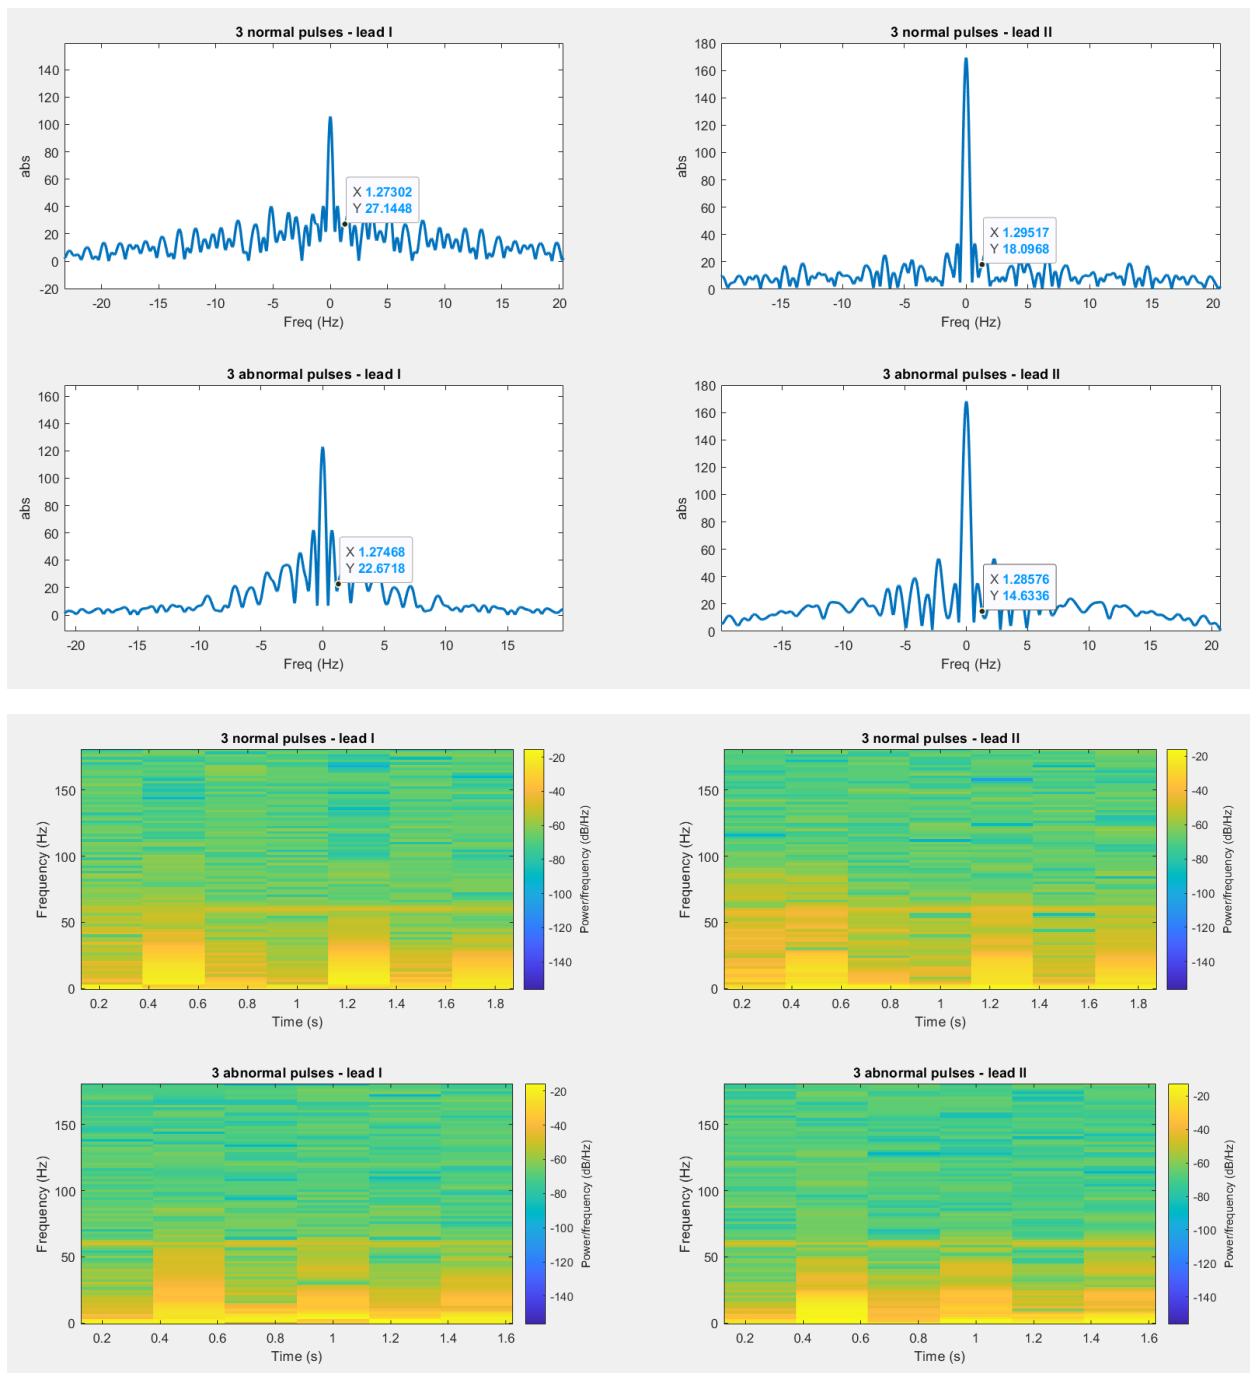 3 normal pulses - lead I
140
120
100
80
60
40
20
0
-20
abs
X 1.27302
Y 27.1448
-20 -15 -10 -5 0 5 10 15 20
Freq (Hz)
3 normal pulses - lead II
180
160
140
120
100
80
60
40
20
0
abs
X 1.29517
Y 18.0968
-15 -10 -5 0 5 10 15 20
Freq (Hz)
3 abnormal pulses - lead I
160
140
120
100
80
60
40
20
0
abs
X 1.27468
Y 22.6718
-20 -15 -10 -5 0 5 10 15
Freq (Hz)
3 abnormal pulses - lead II
180
160
140
120
100
80
60
40
20
0
abs
X 1.28576
Y 14.6336
-15 -10 -5 0 5 10 15 20
Freq (Hz)
3 normal pulses - lead I
150
100
50
0
Frequency (Hz)
0.2 0.4 0.6 0.8 1 1.2 1.4 1.6 1.8
Time (s)
-20
-40
-60
-80
-100
-120
-140
Power/frequency (dB/Hz)
3 normal pulses - lead II
150
100
50
0
Frequency (Hz)
0.2 0.4 0.6 0.8 1 1.2 1.4 1.6 1.8
Time (s)
-20
-40
-60
-80
-100
-120
-140
Power/frequency (dB/Hz)
3 abnormal pulses - lead I
150
100
50
0
Frequency (Hz)
0.2 0.4 0.6 0.8 1 1.2 1.4 1.6
Time (s)
-20
-40
-60
-80
-100
-120
-140
Power/frequency (dB/Hz)
3 abnormal pulses - lead II
150
100
50
0
Frequency (Hz)
0.2 0.4 0.6 0.8 1 1.2 1.4 1.6
Time (s)
-20
-40
-60
-80
-100
-120
-140
Power/frequency (dB/Hz)